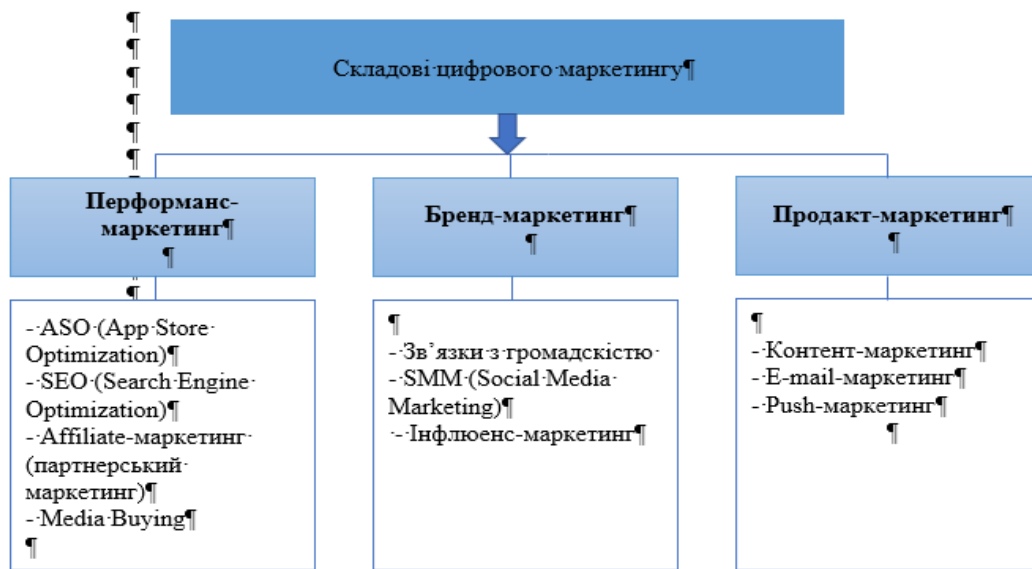 Складові цифрового маркетингу¶
Перформанс-
маркетинг¶
¶
Бренд-маркетинг¶
¶
Продакт-маркетинг¶
¶
- ASO (App Store
Optimization)¶
- SEO (Search Engine
Optimization)¶
- Affiliate-маркетинг
(партнерський
маркетинг)¶
- Media Buying¶
¶
¶
- Зв’язки з громадскістю
- SMM (Social Media
Marketing)¶
- Інфлюенс-маркетинг¶
¶
- Контент-маркетинг¶
- E-mail-маркетинг¶
- Push-маркетинг¶
¶